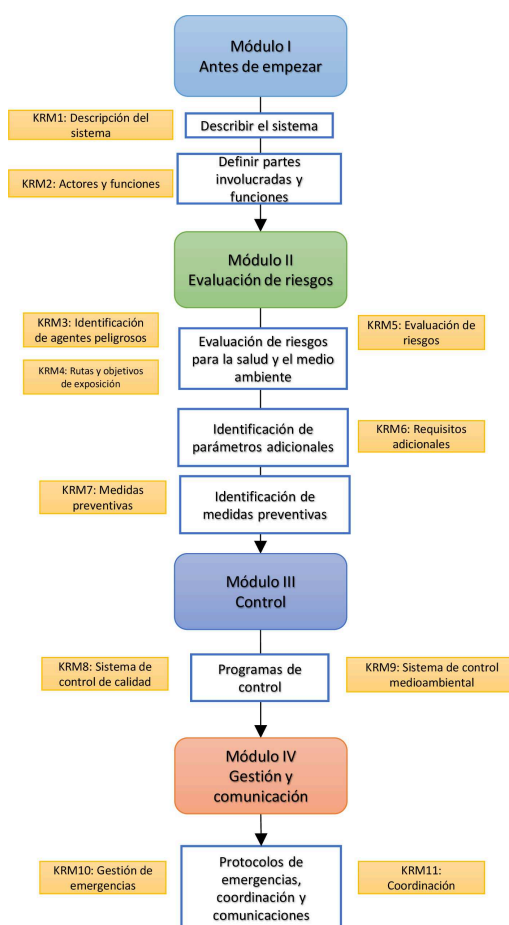 Módulo I
Antes de empezar
KRM1: Descripción del
sistema
Describir el sistema
KRM2: Actores y funciones
Definir partes
involucradas y
funciones
Módulo II
Evaluación de riesgos
KRM3: Identificación
de agentes peligrosos
KRM4: Rutas y objetivos
de exposición
Evaluación de riesgos
para la salud y el medio
ambiente
KRM5: Evaluación de
riesgos
Identificación de
parámetros adicionales
KRM6: Requisitos
adicionales
KRM7: Medidas
preventivas
Identificación de
medidas preventivas
Módulo III
Control
KRM8: Sistema de
control de calidad
Programas de
control
KRM9: Sistema de control
medioambiental
Módulo IV
Gestión y
comunicación
KRM10: Gestión de
emergencias
Protocolos de
emergencias,
coordinación y
comunicaciones
KRM11:
Coordinación